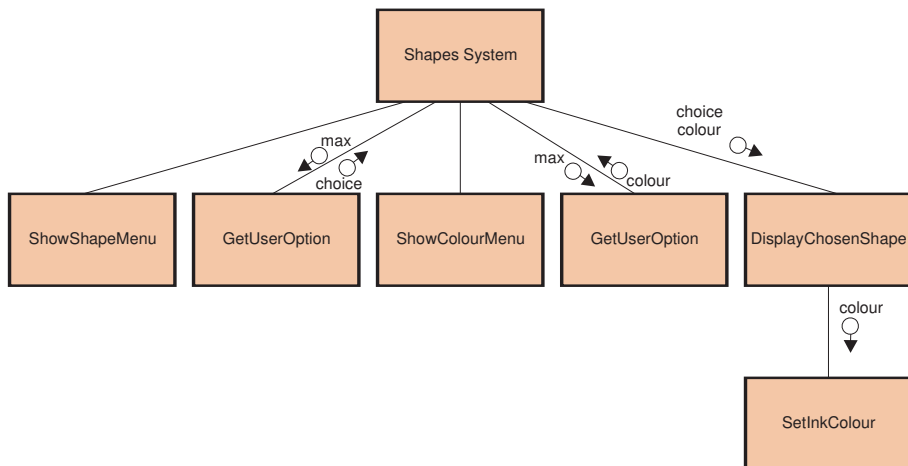 Shapes System
choice
colour
max
choice
max
colour
ShowShapeMenu
GetUserOption
ShowColourMenu
GetUserOption
DisplayChosenShape
colour
SetInkColour